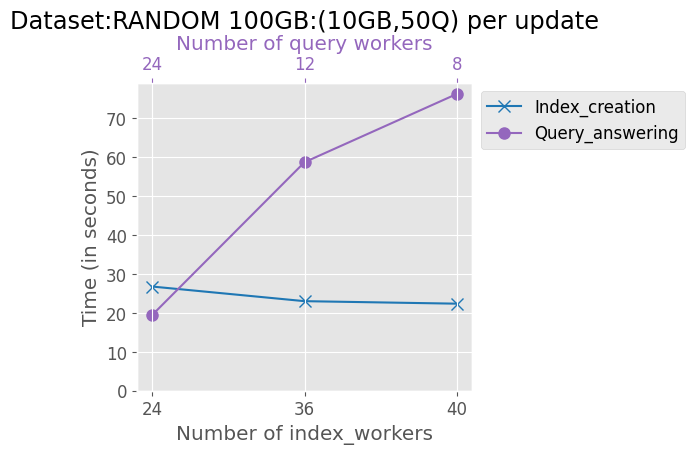 Dataset:RANDOM 100GB:(10GB,50Q) per update
Number of query workers
24 12 8
Index_creation
Query_answering
Time (in seconds)
70
60
50
40
30
20
10
0
24 36 40
Number of index_workers